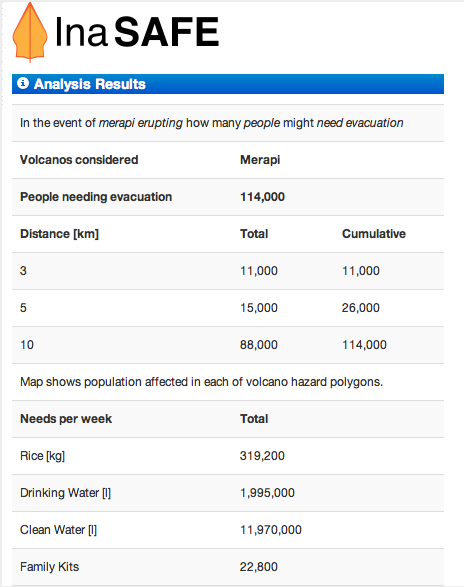 InaSAFE
Analysis Results
In the event of merapi erupting how many people might need evacuation
Volcanos considered Merapi
People needing evacuation 114,000
Distance [km] Total Cumulative
3 11,000 11,000
5 15,000 26,000
10 88,000 114,000
Map shows population affected in each of volcano hazard polygons.
Needs per week Total
Rice [kg] 319,200
Drinking Water [l] 1,995,000
Clean Water [l] 11,970,000
Family Kits 22,800